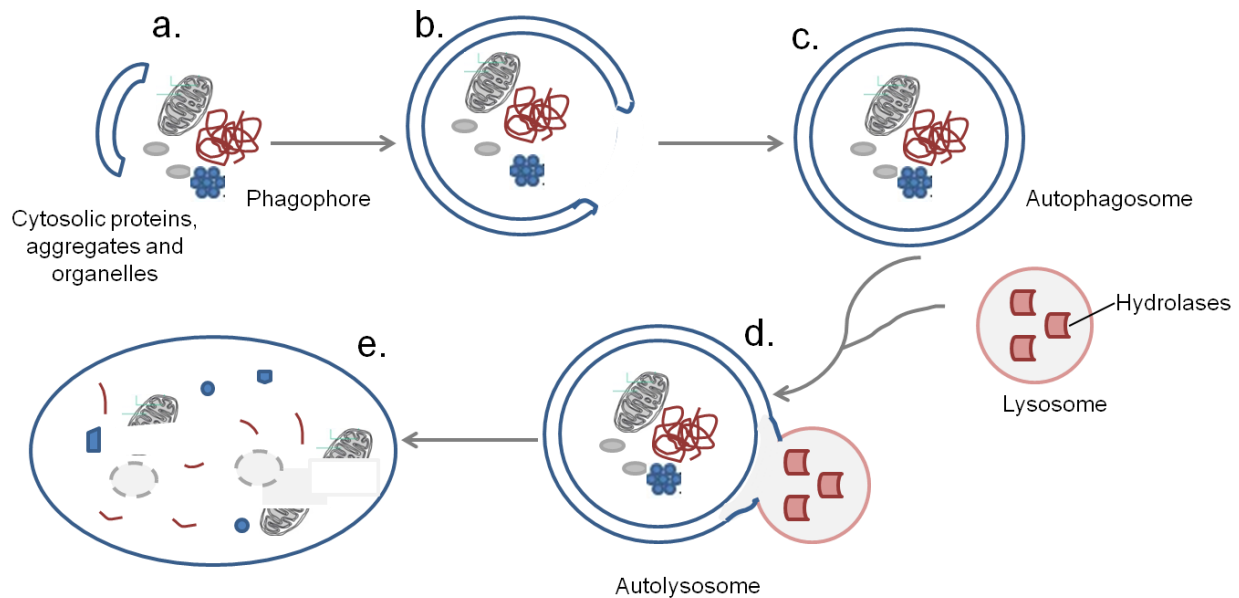 a.
b.
c.
Phagophore
Autophagosome
Cytosolic proteins,
aggregates and
organelles
Hydrolases
Lysosome
d.
e.
Autolysosome